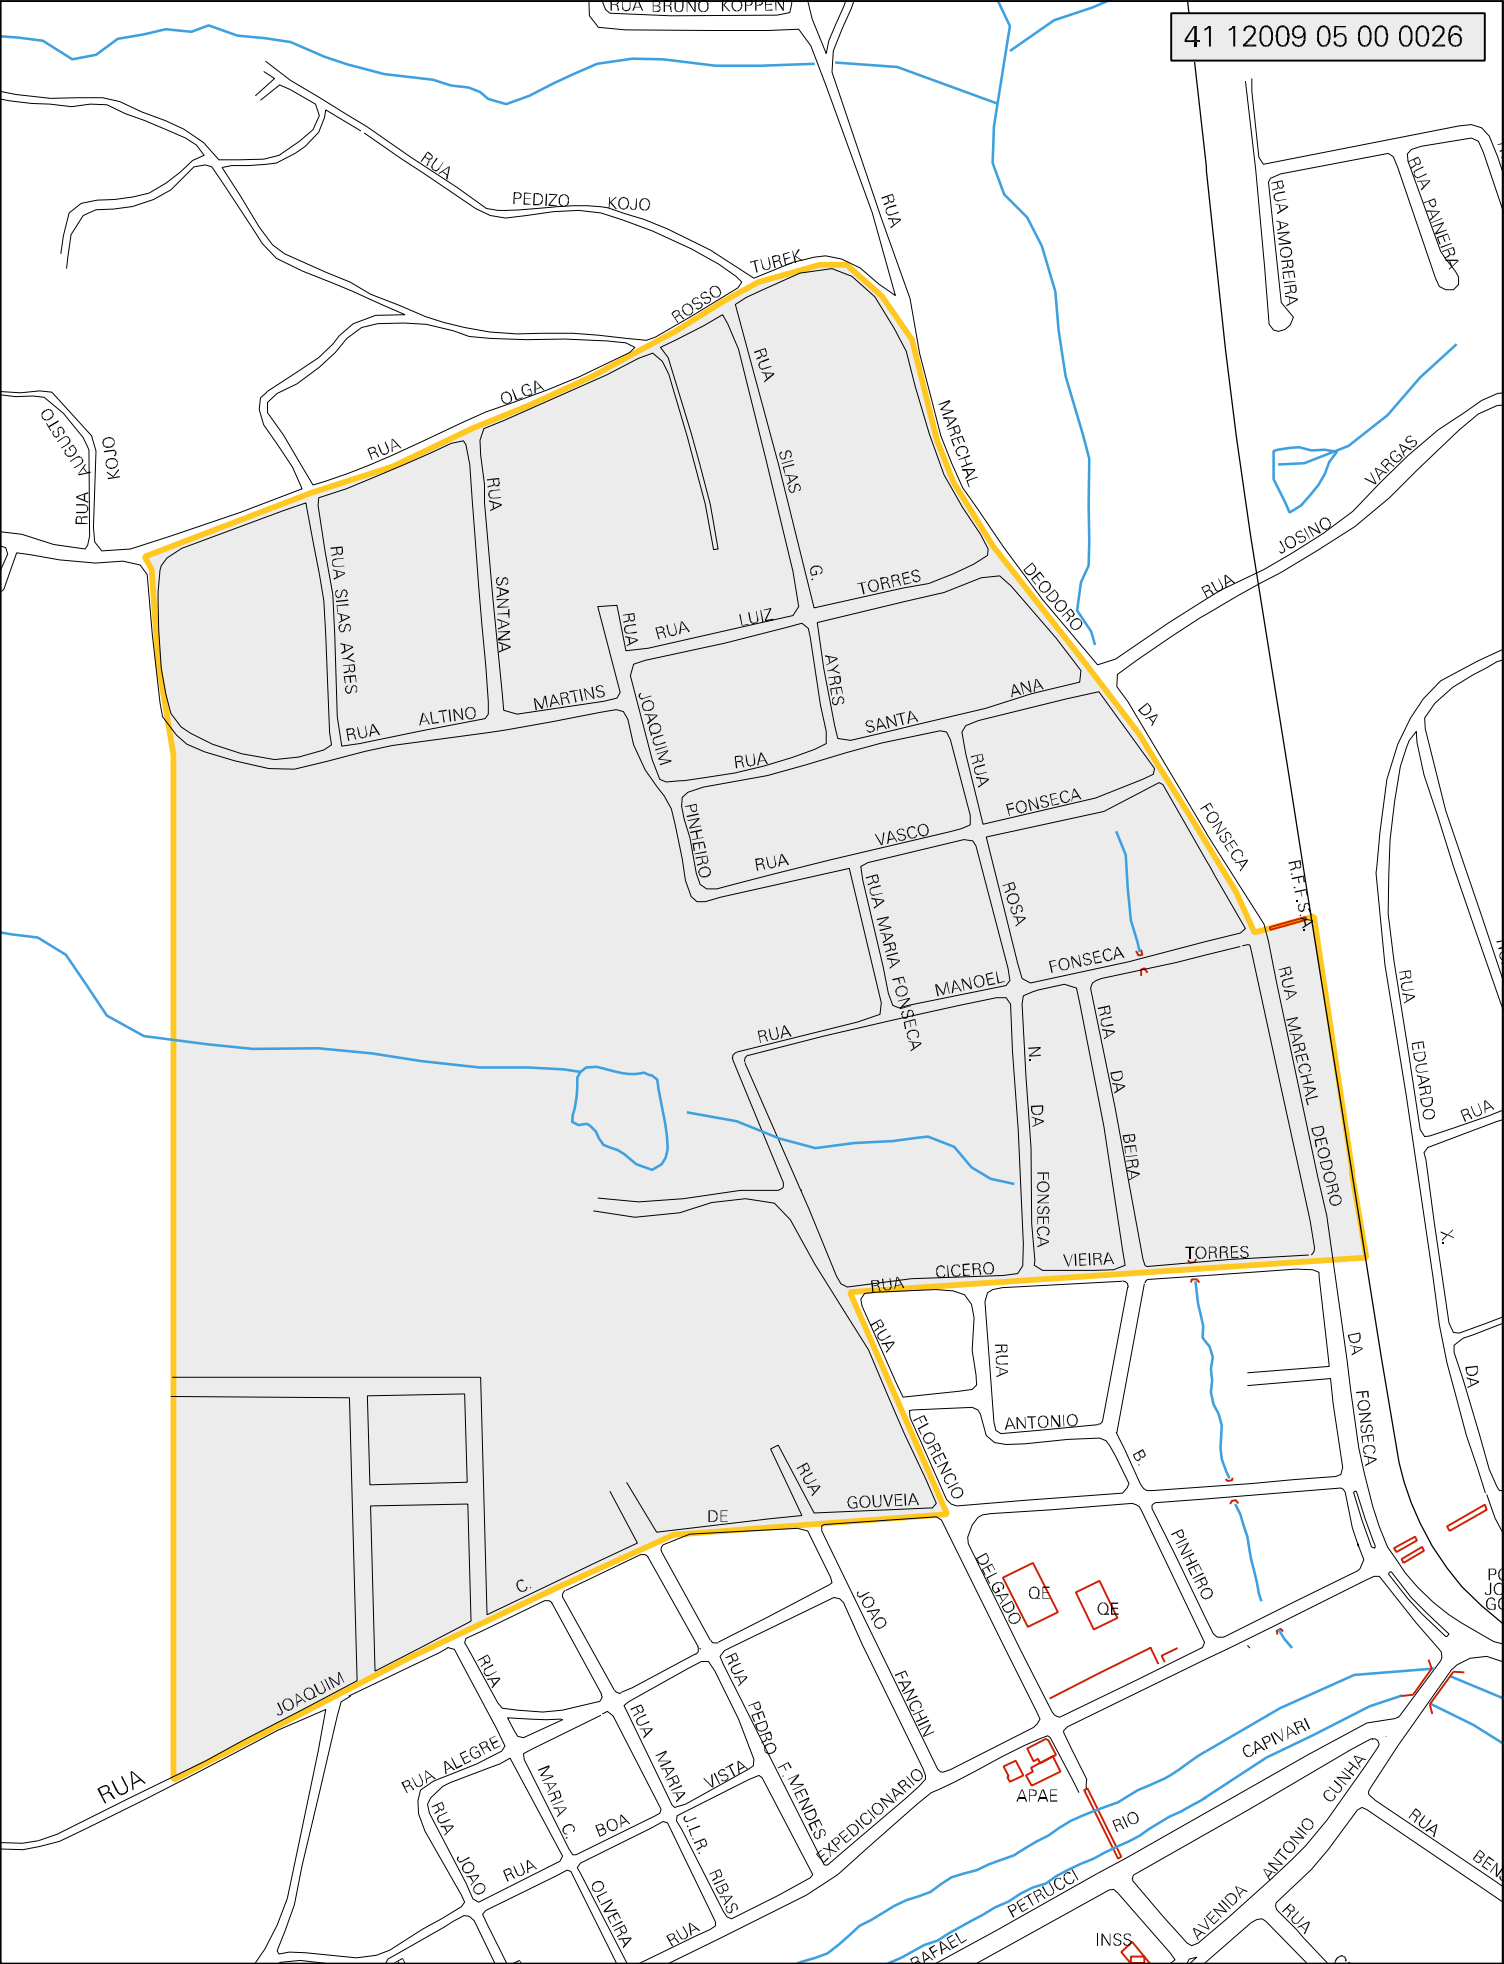 RUA BRUNO KOPPEN
41 12009 05 00 0026
RUA PEDIZO KOJO
RUA
RUA AMOREIRA
RUA PAINEIRA
RUA OLGA ROSSO TUREK
RUA AUGUSTO KOJO
MARECHAL DEODORO DA FONSECA
RUA JOSINO VARGAS
RUA SILAS AYRES
RUA SANTANA
RUA SILAS G. AYRES
RUA LUIZ TORRES
RUA JOAQUIM PINHEIRO
RUA ALTINO MARTINS
RUA SANTA ANA
RUA ROSA N. DA FONSECA
RUA VASCO FONSECA
RUA MARIA FONSECA
RUA MANOEL FONSECA
R.F.F.S.A.
RUA MARECHAL DEODORO DA FONSECA
RUA DA BEIRA
RUA EDUARDO X. DA
RUA
RUA CICERO VIEIRA TORRES
RUA FLORENCIO DELGADO
RUA ANTONIO B. PINHEIRO
RUA JOAQUIM C. DE GOUVEIA
RUA JOAO FANCHIN
QE
QE
RUA PEDRO F. MENDES
RUA MARIA J.L.R. RIBAS
RUA MARIA C. OLIVEIRA
RUA ALEGRE
RUA JOAO
RUA BOA VISTA
RUA EXPEDICIONARIO
APAE
RIO CAPIVARI
RAFAEL PETRUCCI
AVENIDA ANTONIO CUNHA
RUA
RUA
INSS